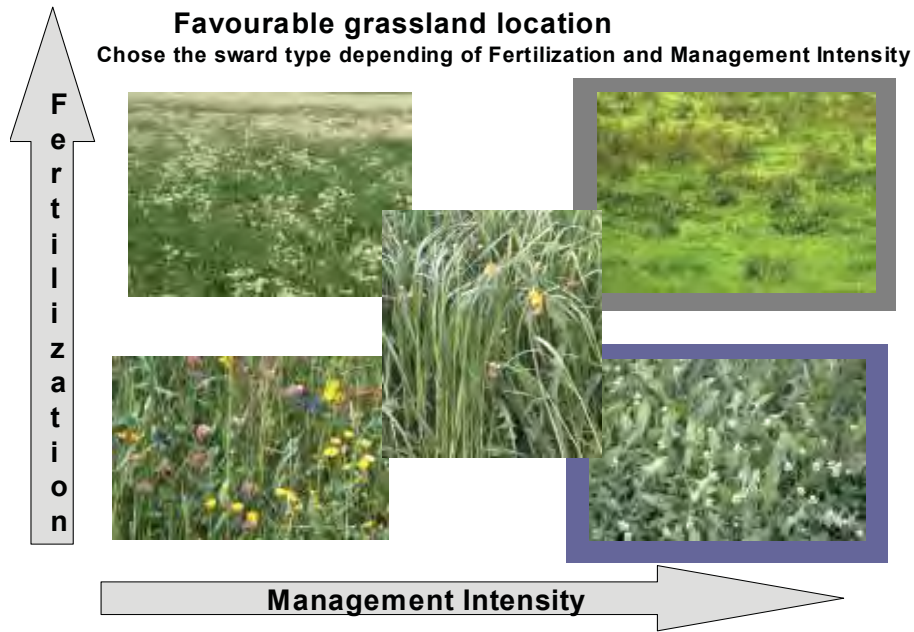 Favourable grassland location
Chose the sward type depending of Fertilization and Management Intensity
Fertilization
Management Intensity